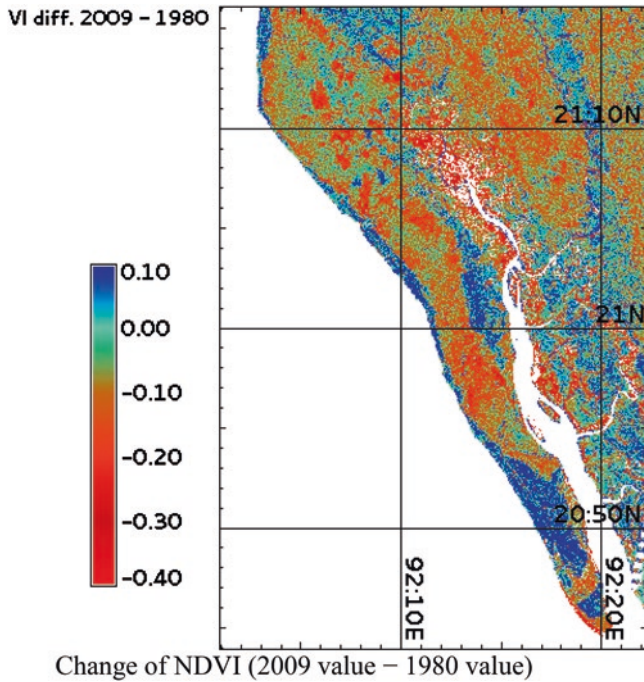 VI diff. 2009 – 1980
21:10N
0.10
0.00
21N
−0.10
−0.20
−0.30
20:50N
−0.40
92:10E
92:20E
Change of NDVI (2009 value − 1980 value)